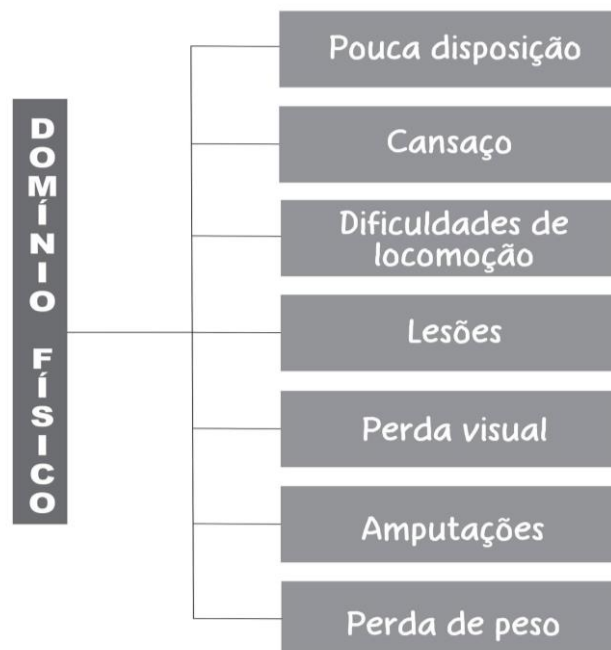 DOMÍNIO FÍSICO
Pouca disposição
Cansaço
Dificuldades de
locomoção
Lesões
Perda visual
Amputações
Perda de peso